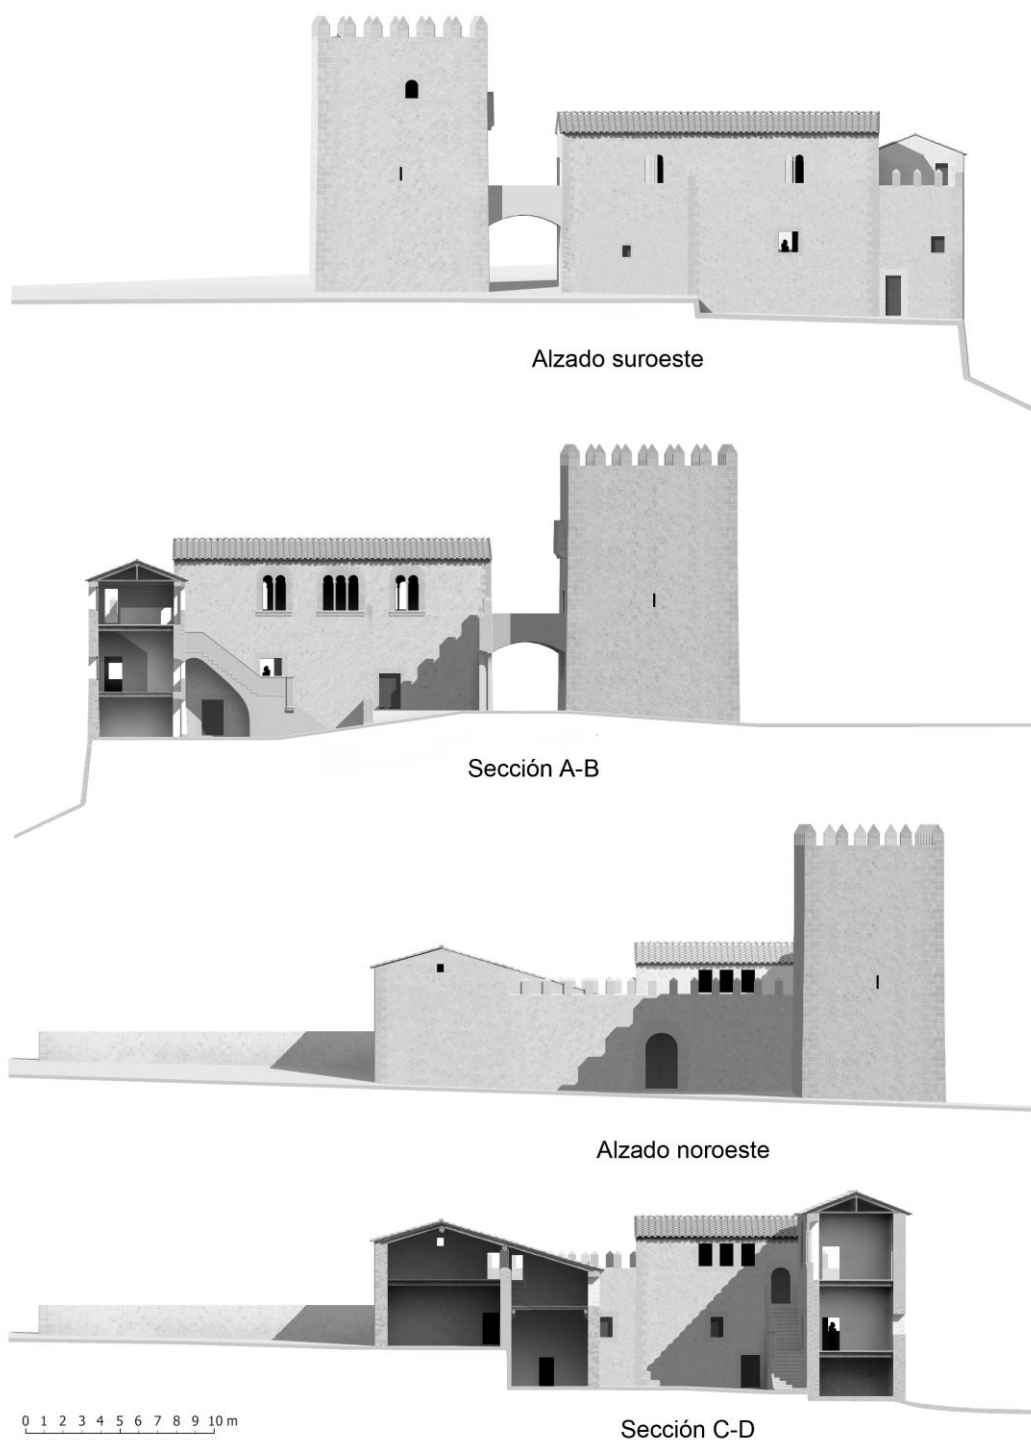 Alzado suroeste
Sección A-B
Alzado noroeste
Sección C-D
0 1 2 3 4 5 6 7 8 9 10 m